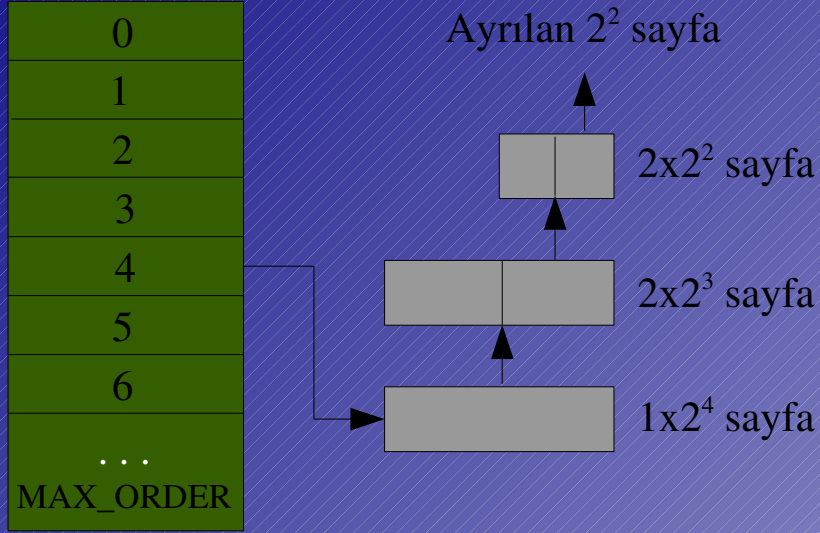 0
1
2
3
4
5
6
. . .
MAX_ORDER
Ayrılan 2² sayfa
2x2² sayfa
2x2³ sayfa
1x2⁴ sayfa